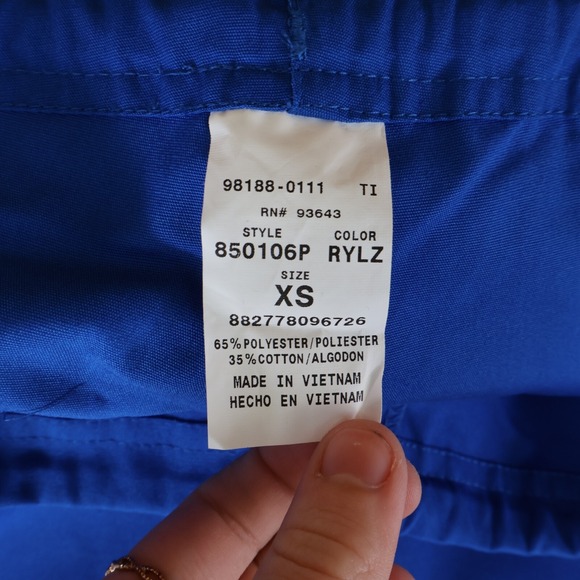 98188-0111 TI
RN# 93643
STYLE COLOR
850106P RYLZ
SIZE
XS
882778096726
65% POLYESTER/POLIESTER
35% COTTON/ALGODON
MADE IN VIETNAM
HECHO EN VIETNAM